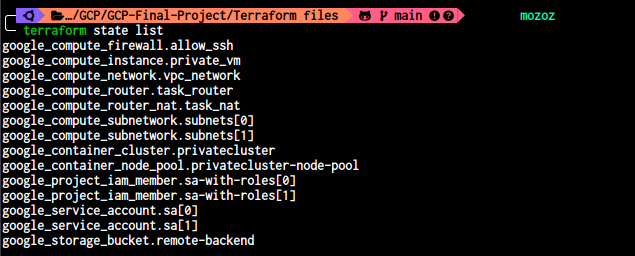 …/GCP/GCP-Final-Project/Terraform files main mozoz
terraform state list
google_compute_firewall.allow_ssh
google_compute_instance.private_vm
google_compute_network.vpc_network
google_compute_router.task_router
google_compute_router_nat.task_nat
google_compute_subnetwork.subnets[0]
google_compute_subnetwork.subnets[1]
google_container_cluster.privatecluster
google_container_node_pool.privatecluster-node-pool
google_project_iam_member.sa-with-roles[0]
google_project_iam_member.sa-with-roles[1]
google_service_account.sa[0]
google_service_account.sa[1]
google_storage_bucket.remote-backend